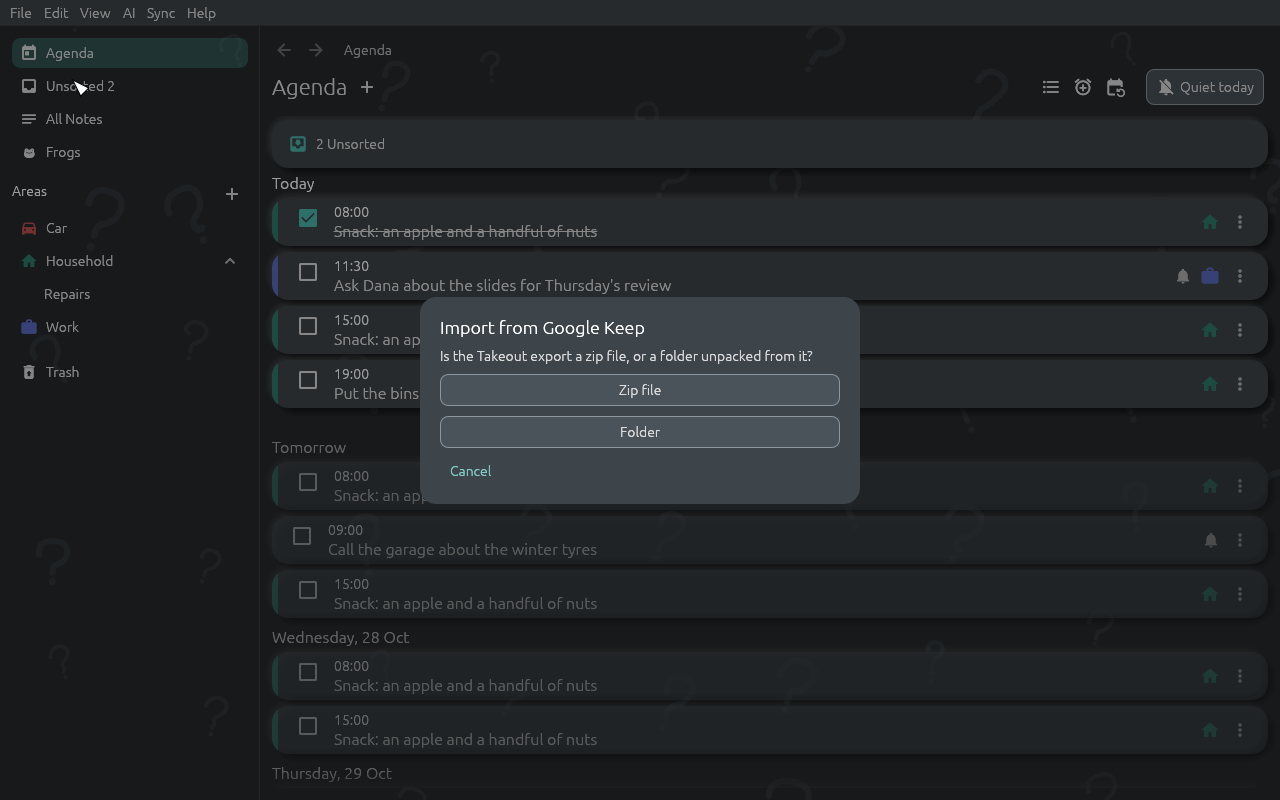 File Edit View AI Sync Help
Agenda
Unsorted 2
All Notes
Frogs
Areas
Car
Household
Repairs
Work
Trash
Agenda
Agenda
Quiet today
2 Unsorted
Today
08:00
Snack: an apple and a handful of nuts
11:30
Ask Dana about the slides for Thursday's review
15:00
Snack: an ap
19:00
Put the bins
Import from Google Keep
Is the Takeout export a zip file, or a folder unpacked from it?
Zip file
Folder
Cancel
Tomorrow
08:00
Snack: an app
09:00
Call the garage about the winter tyres
15:00
Snack: an apple and a handful of nuts
Wednesday, 28 Oct
08:00
Snack: an apple and a handful of nuts
15:00
Snack: an apple and a handful of nuts
Thursday, 29 Oct